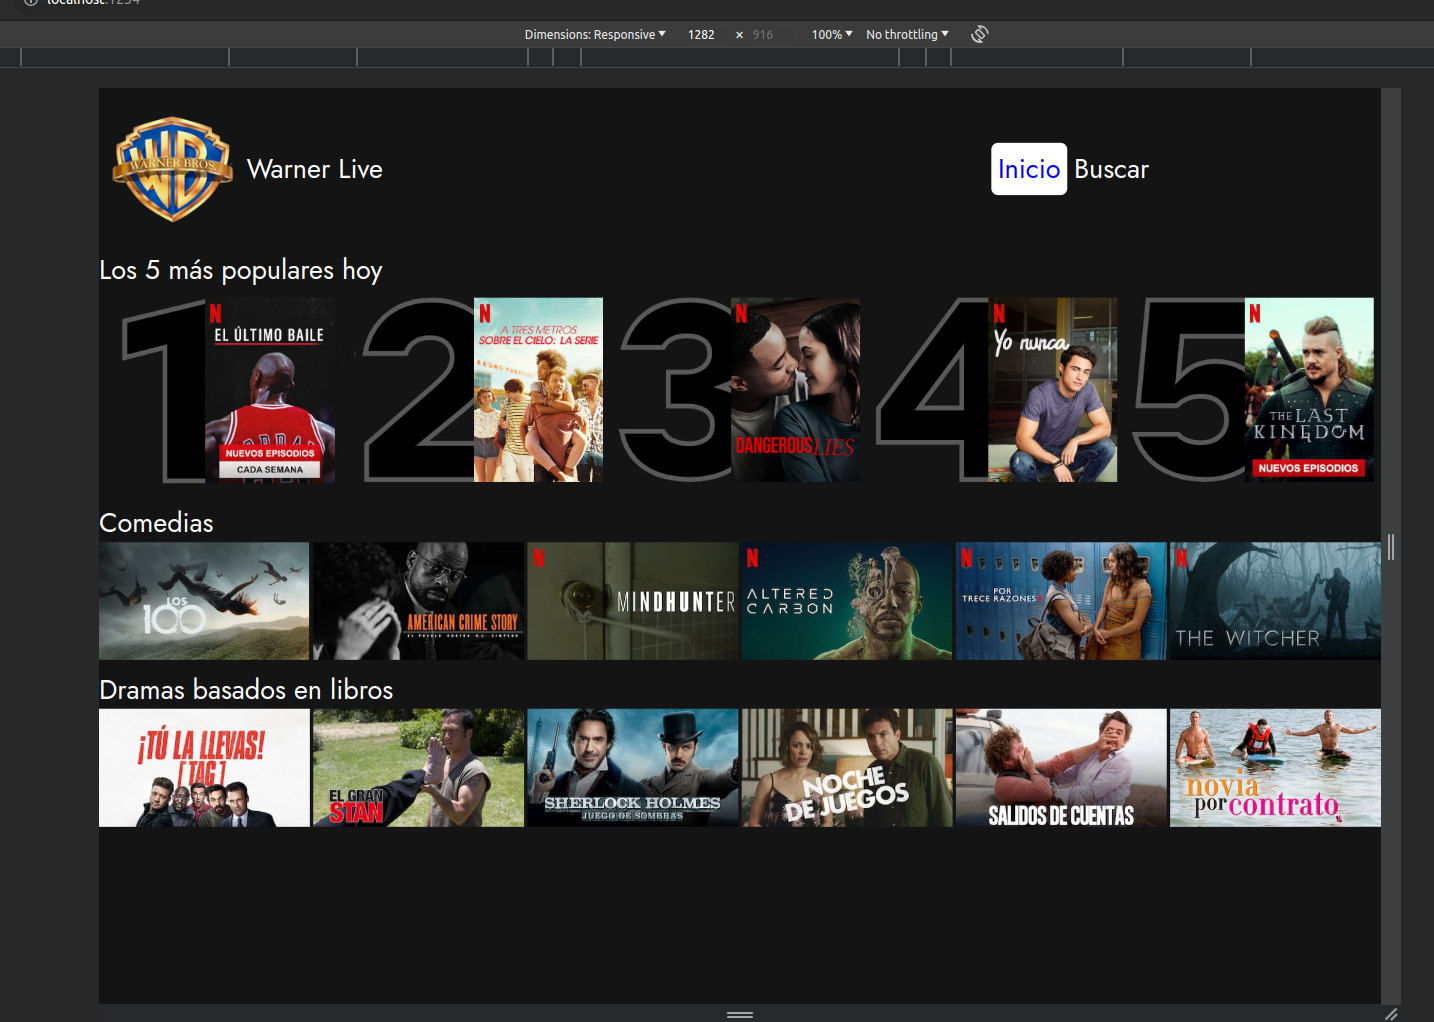 localhost:1234
Dimensions: Responsive 1282 × 916 100% No throttling
WARNER BROS.
Warner Live
Inicio Buscar
Los 5 más populares hoy
1 2 3 4 5
N
EL ÚLTIMO BAILE
NUEVOS EPISODIOS
CADA SEMANA
N
A TRES METROS
SOBRE EL CIELO: LA SERIE
N
DANGEROUS LIES
N
Yo nunca
N
THE LAST
KINGDOM
NUEVOS EPISODIOS
Comedias
LOS
100
AMERICAN CRIME STORY
EL PUEBLO CONTRA O.J. SIMPSON
N
MINDHUNTER
N
ALTERED
CARBON
N
POR
TRECE RAZONES
N
THE WITCHER
Dramas basados en libros
¡TÚ LA LLEVAS!
[TAG]
EL GRAN
STAN
SHERLOCK HOLMES
JUEGO DE SOMBRAS
NOCHE
DE JUEGOS
SALIDOS DE CUENTAS
novia
por contrato